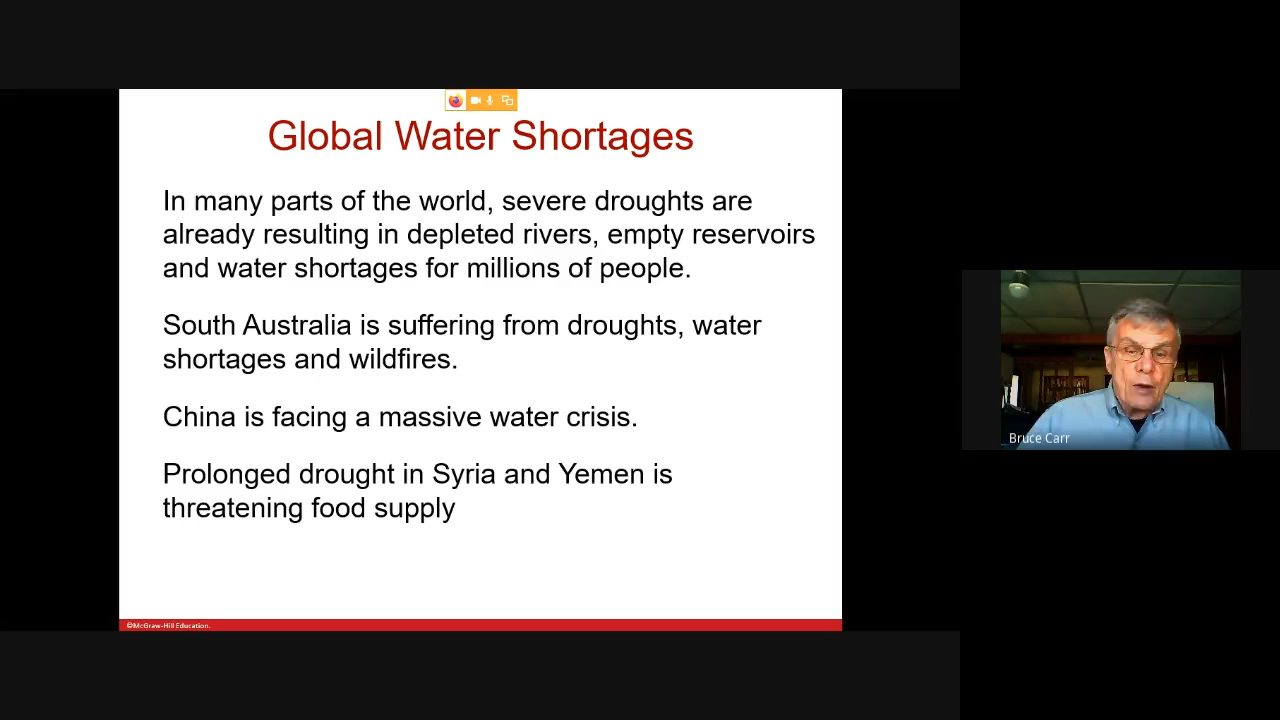 Global Water Shortages
In many parts of the world, severe droughts are
already resulting in depleted rivers, empty reservoirs
and water shortages for millions of people.
South Australia is suffering from droughts, water
shortages and wildfires.
China is facing a massive water crisis.
Prolonged drought in Syria and Yemen is
threatening food supply
©McGraw-Hill Education.
Bruce Carr